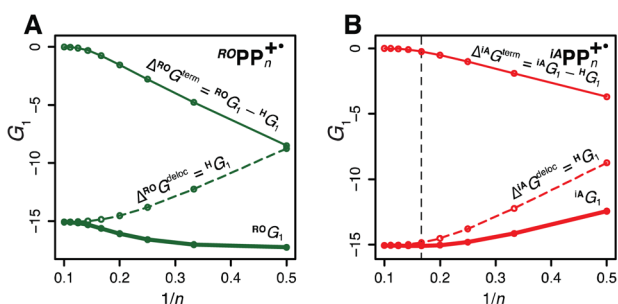 A
ᴿᴼPPₙ⁺•
G₁
0
−5
−10
−15
ΔᴿᴼGᵗᵉʳᵐ = ᴿᴼG₁ − ᴴG₁
ΔᴿᴼGᵈᵉˡᵒᶜ = ᴴG₁
ᴿᴼG₁
0.1 0.2 0.3 0.4 0.5
1/n
B
ⁱᴬPPₙ⁺•
G₁
0
−5
−10
−15
ΔⁱᴬGᵗᵉʳᵐ = ⁱᴬG₁ − ᴴG₁
ΔⁱᴬGᵈᵉˡᵒᶜ = ᴴG₁
ⁱᴬG₁
0.1 0.2 0.3 0.4 0.5
1/n